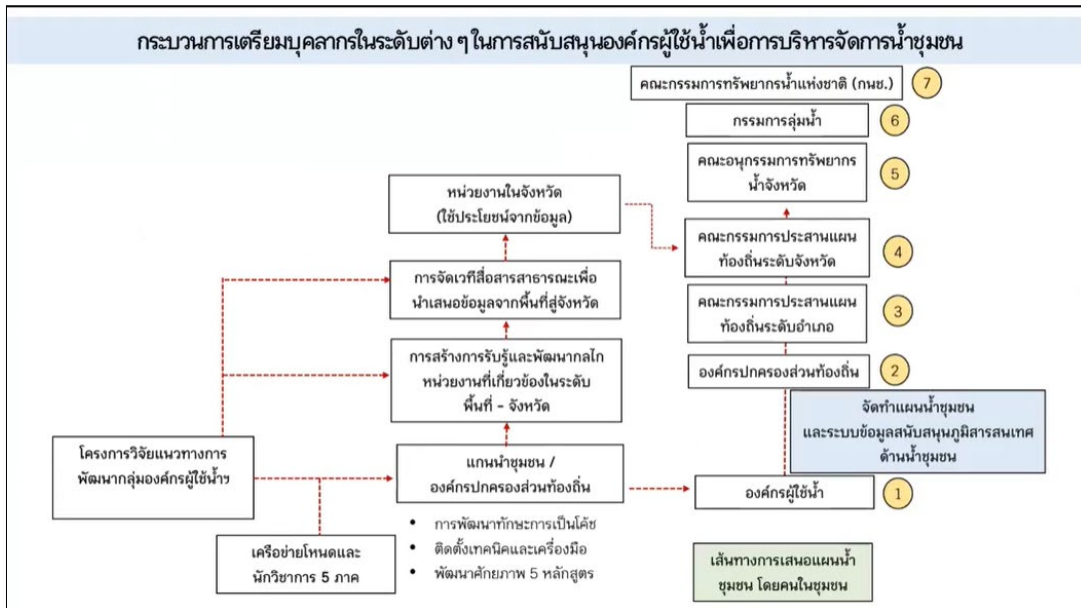 กระบวนการเตรียมบุคลากรในระดับต่าง ๆ ในการสนับสนุนองค์กรผู้ใช้น้ำเพื่อการบริหารจัดการน้ำชุมชน
คณะกรรมการทรัพยากรน้ำแห่งชาติ (กนช.)
7
กรรมการลุ่มน้ำ
6
คณะอนุกรรมการทรัพยากร
น้ำจังหวัด
5
หน่วยงานในจังหวัด
(ใช้ประโยชน์จากข้อมูล)
คณะกรรมการประสานแผน
ท้องถิ่นระดับจังหวัด
4
การจัดเวทีสื่อสารสาธารณะเพื่อ
นำเสนอข้อมูลจากพื้นที่สู่จังหวัด
คณะกรรมการประสานแผน
ท้องถิ่นระดับอำเภอ
3
การสร้างการรับรู้และพัฒนากลไก
หน่วยงานที่เกี่ยวข้องในระดับ
พื้นที่ - จังหวัด
องค์กรปกครองส่วนท้องถิ่น
2
จัดทำแผนน้ำชุมชน
และระบบข้อมูลสนับสนุนภูมิสารสนเทศ
ด้านน้ำชุมชน
โครงการวิจัยแนวทางการ
พัฒนากลุ่มองค์กรผู้ใช้น้ำฯ
แกนนำชุมชน /
องค์กรปกครองส่วนท้องถิ่น
องค์กรผู้ใช้น้ำ
1
• การพัฒนาทักษะการเป็นโค้ช
• ติดตั้งเทคนิคและเครื่องมือ
• พัฒนาศักยภาพ 5 หลักสูตร
เครือข่ายโหนดและ
นักวิชาการ 5 ภาค
เส้นทางการเสนอแผนน้ำ
ชุมชน โดยคนในชุมชน